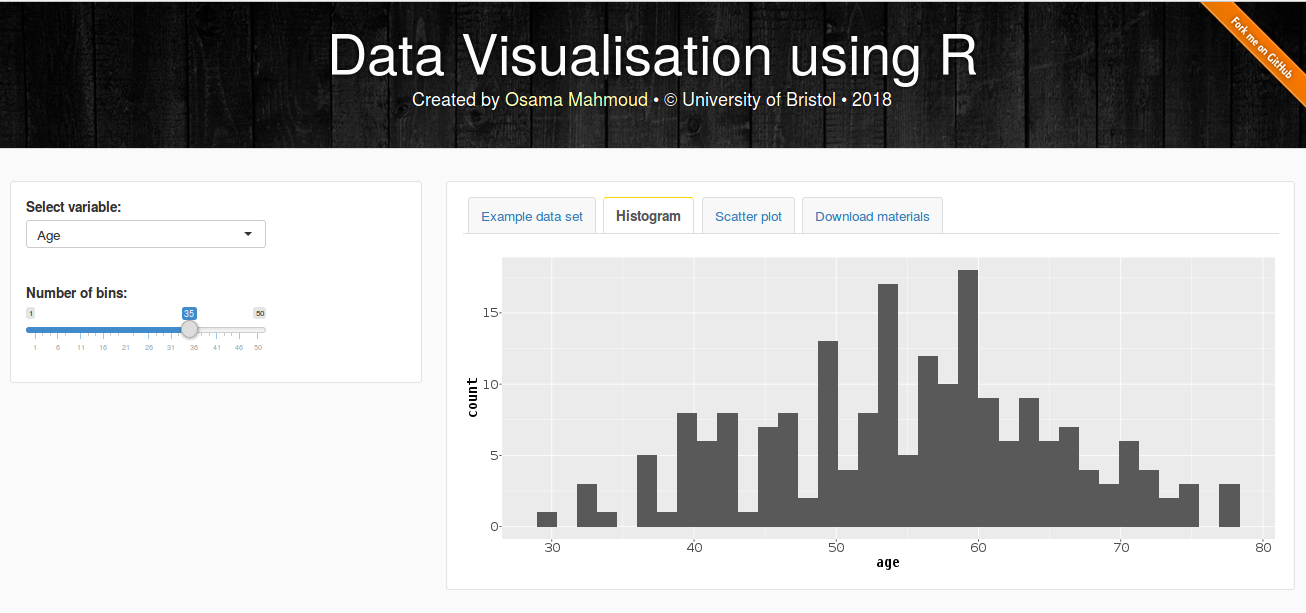 Data Visualisation using R
Created by Osama Mahmoud • © University of Bristol • 2018
Fork me on GitHub
Select variable:
Age
Number of bins:
1 35 50
1 6 11 16 21 26 31 36 41 46 50
Example data set Histogram Scatter plot Download materials
15
10
5
0
count
30 40 50 60 70 80
age